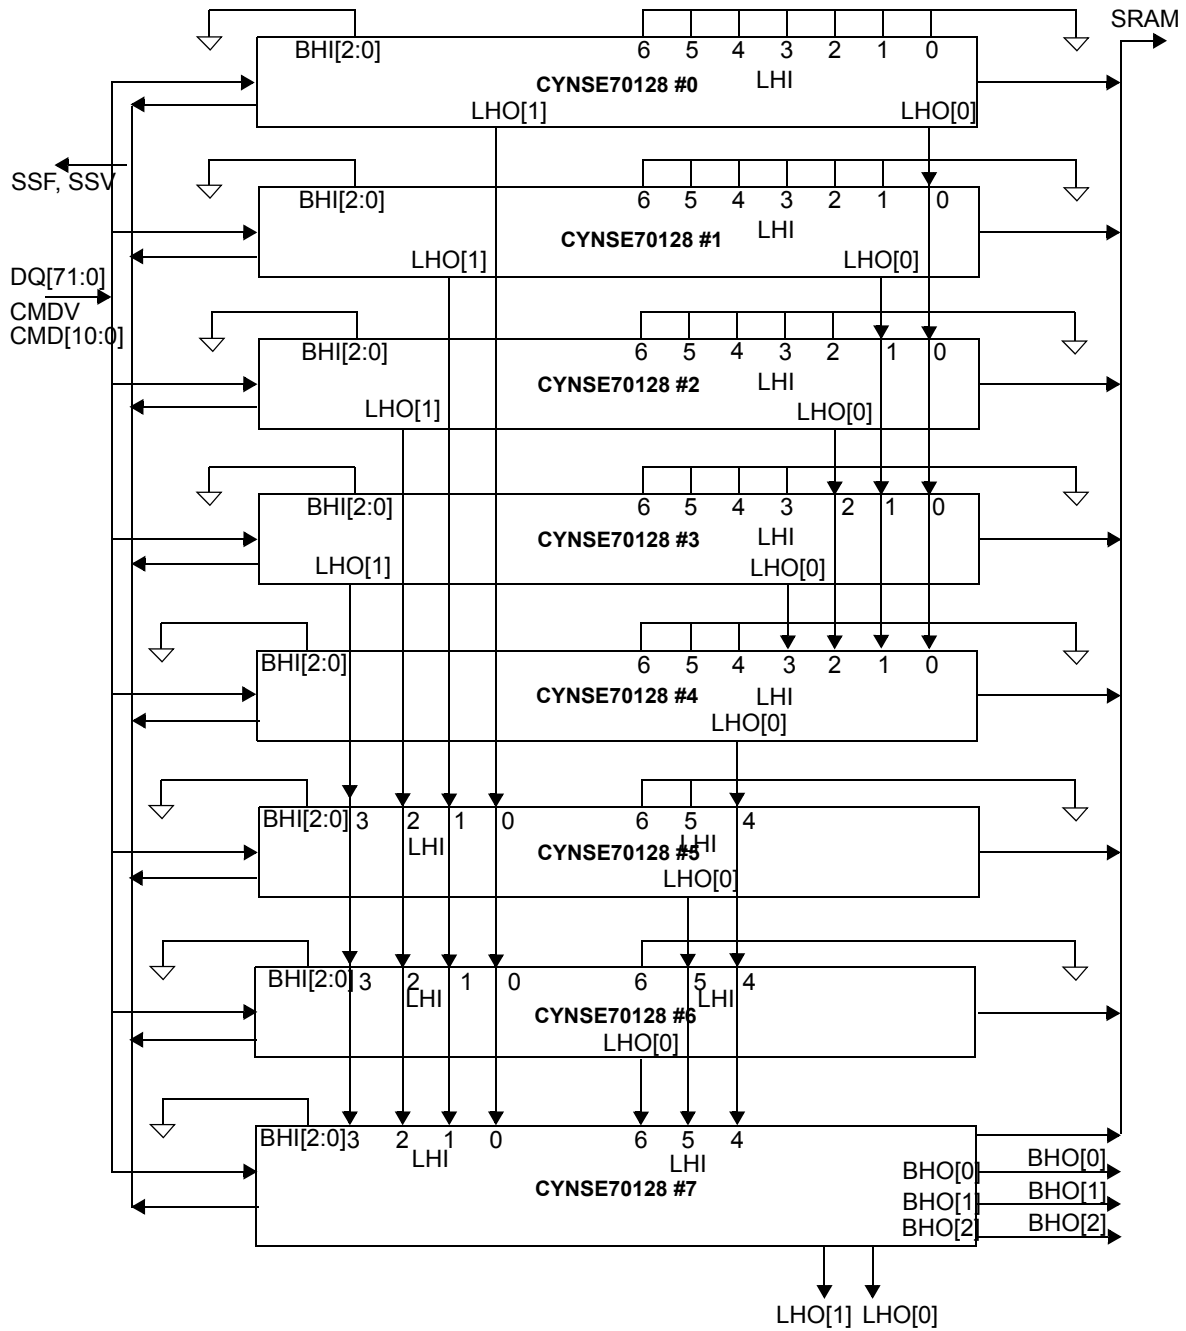 SRAM
BHI[2:0] 6 5 4 3 2 1 0
CYNSE70128 #0 LHI
LHO[1] LHO[0]
SSF, SSV
BHI[2:0] 6 5 4 3 2 1 0
CYNSE70128 #1 LHI
LHO[1] LHO[0]
DQ[71:0]
CMDV
CMD[10:0]
BHI[2:0] 6 5 4 3 2 1 0
CYNSE70128 #2 LHI
LHO[1] LHO[0]
BHI[2:0] 6 5 4 3 2 1 0
CYNSE70128 #3 LHI
LHO[1] LHO[0]
BHI[2:0] 6 5 4 3 2 1 0
CYNSE70128 #4 LHI
LHO[0]
BHI[2:0] 3 2 1 0 6 5 4
LHI CYNSE70128 #5 LHI
LHO[0]
BHI[2:0] 3 2 1 0 6 5 4
LHI LHI
CYNSE70128 #6
LHO[0]
BHI[2:0] 3 2 1 0 6 5 4
LHI LHI
CYNSE70128 #7
BHO[0] BHO[0]
BHO[1] BHO[1]
BHO[2] BHO[2]
LHO[1] LHO[0]